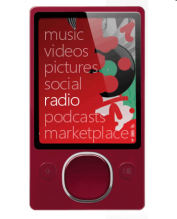 music
videos
pictures
social
radio
podcasts
marketplace